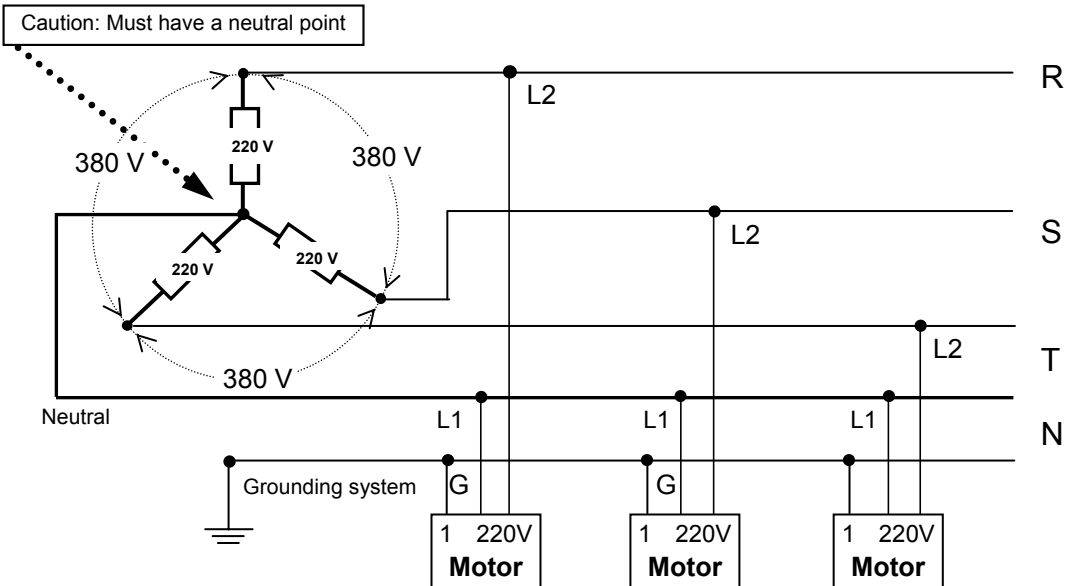 Caution: Must have a neutral point
R
L2
220 V
380 V
380 V
S
L2
220 V
220 V
T
L2
380 V
Neutral
L1
L1
L1
N
Grounding system
G
G
1 220V
Motor
1 220V
Motor
1 220V
Motor